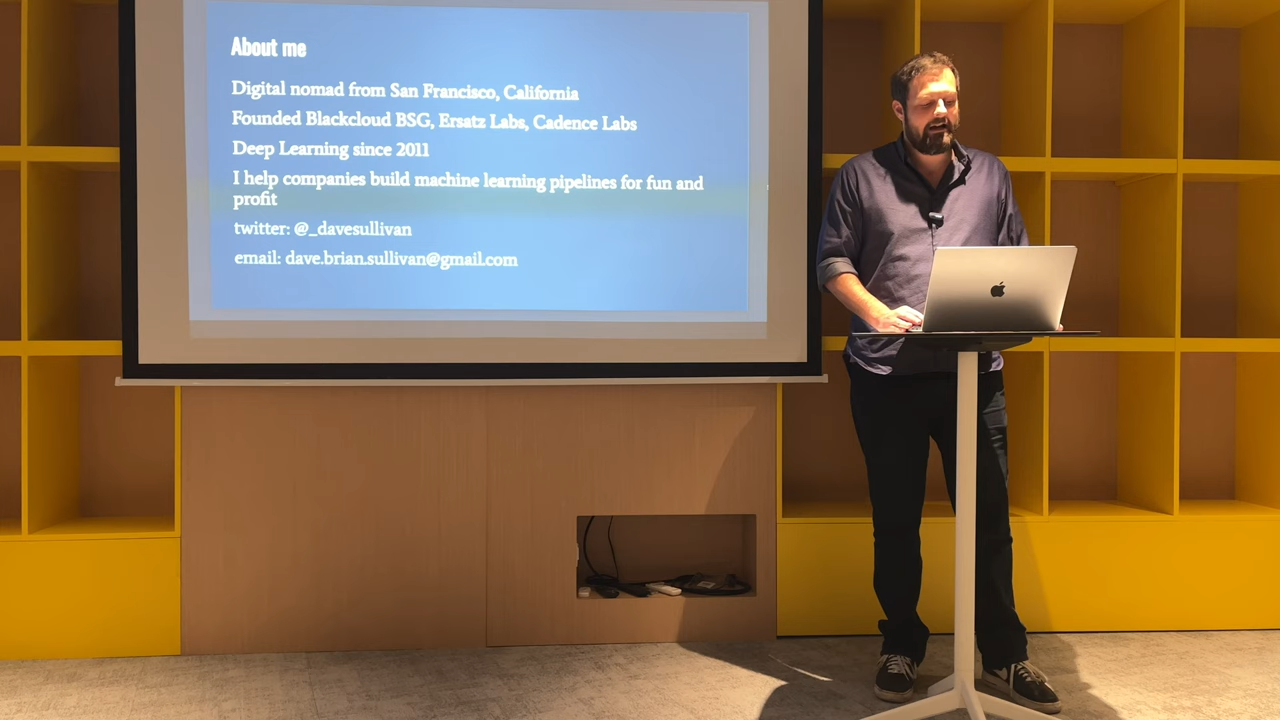 About me
Digital nomad from San Francisco, California
Founded Blackcloud BSG, Ersatz Labs, Cadence Labs
Deep Learning since 2011
I help companies build machine learning pipelines for fun and
profit
twitter: @_davesullivan
email: dave.brian.sullivan@gmail.com